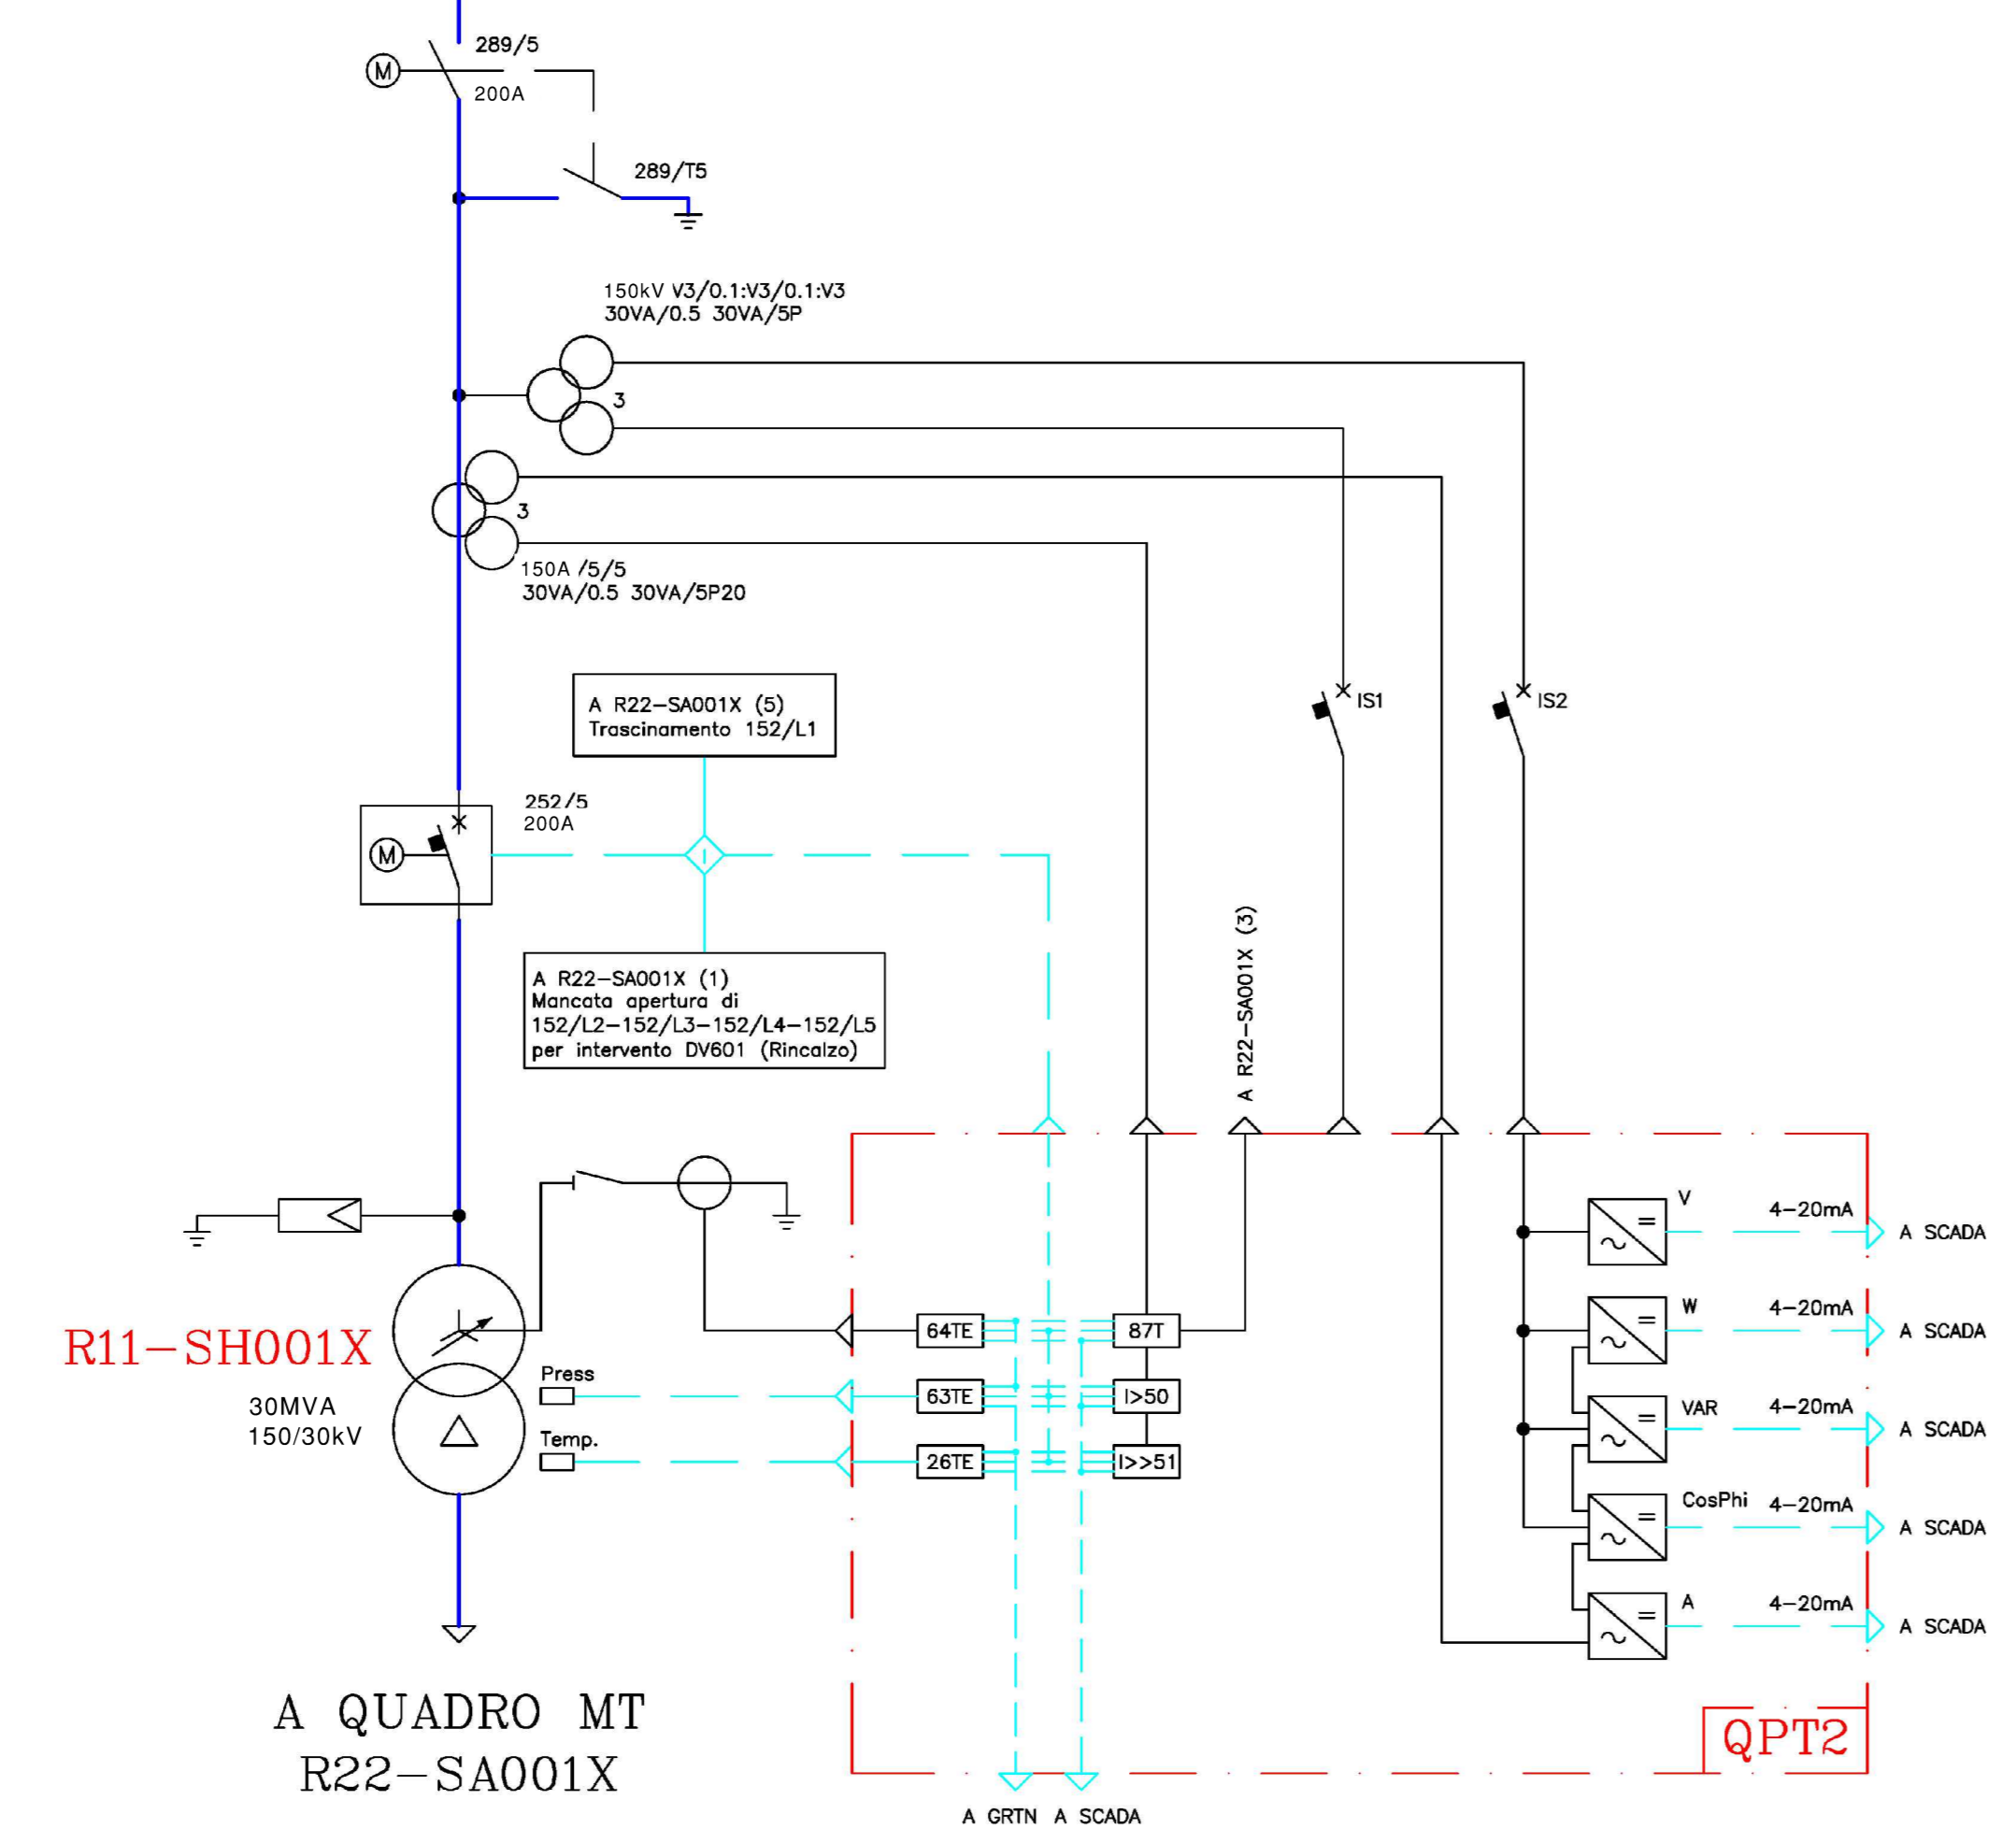 289/5
M
200A
289/T5
150kV V3/0.1:V3/0.1:V3
30VA/0.5 30VA/5P
3
3
150A /5/5
30VA/0.5 30VA/5P20
A R22-SA001X (5)
Trascinamento 152/L1
IS1
IS2
252/5
200A
M
I
A R22-SA001X (1)
Mancata apertura di
152/L2-152/L3-152/L4-152/L5
per intervento DV601 (Rincalzo)
A R22-SA001X (3)
R11-SH001X
30MVA
150/30kV
Press
Temp.
64TE
87T
63TE
I>50
26TE
I>>51
V
4-20mA
A SCADA
W
4-20mA
A SCADA
VAR
4-20mA
A SCADA
CosPhi
4-20mA
A SCADA
A
4-20mA
A SCADA
A QUADRO MT
R22-SA001X
QPT2
A GRTN
A SCADA